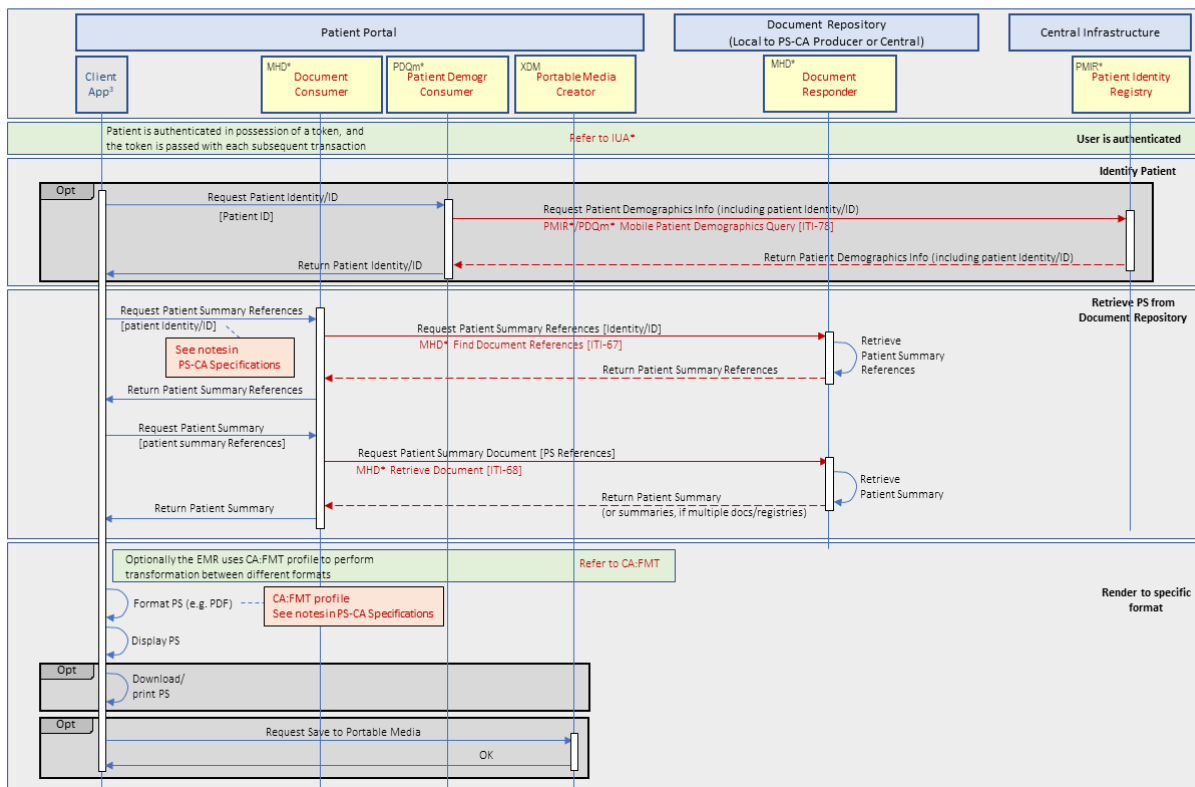 Patient Portal
Document Repository
(Local to PS-CA Producer or Central)
Central Infrastructure
Client
App³
MHD*
Document
Consumer
PDQm*
Patient Demogr
Consumer
XDM
Portable Media
Creator
MHD*
Document
Responder
PMIR*
Patient Identity
Registry
Patient is authenticated in possession of a token, and
the token is passed with each subsequent transaction
Refer to IUA*
User is authenticated
Identify Patient
Opt
Request Patient Identity/ID
[Patient ID]
Request Patient Demographics Info (including patient Identity/ID)
PMIR*/PDQm* Mobile Patient Demographics Query [ITI-78]
Return Patient Demographics Info (including patient Identity/ID)
Return Patient Identity/ID
Retrieve PS from
Document Repository
Request Patient Summary References
[patient Identity/ID]
See notes in
PS-CA Specifications
Request Patient Summary References [Identity/ID]
MHD* Find Document References [ITI-67]
Retrieve
Patient Summary
References
Return Patient Summary References
Return Patient Summary References
Request Patient Summary
[patient summary References]
Request Patient Summary Document [PS References]
MHD* Retrieve Document [ITI-68]
Retrieve
Patient Summary
Return Patient Summary
(or summaries, if multiple docs/registries)
Return Patient Summary
Optionally the EMR uses CA:FMT profile to perform
transformation between different formats
Refer to CA:FMT
Render to specific
format
Format PS (e.g. PDF)
CA:FMT profile
See notes in PS-CA Specifications
Display PS
Opt
Download/
print PS
Opt
Request Save to Portable Media
OK